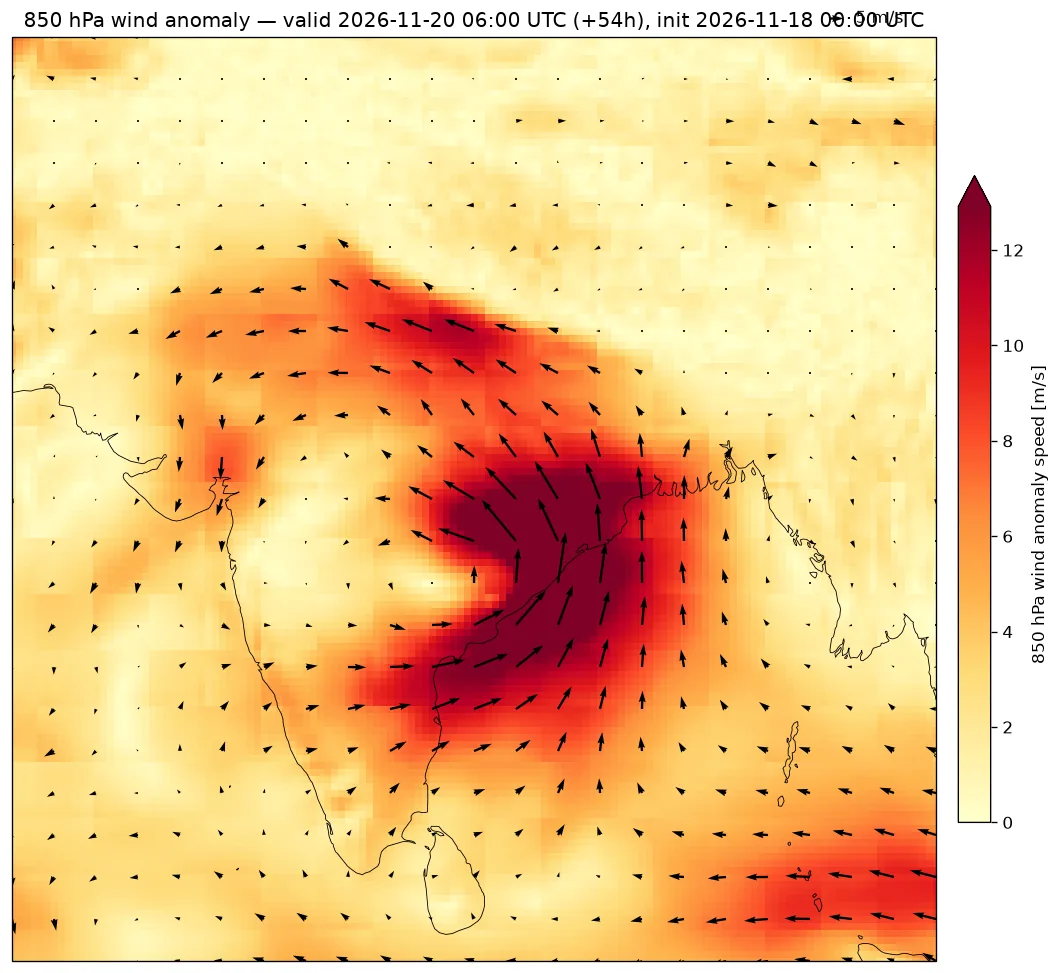 850 hPa wind anomaly — valid 2026-11-20 06:00 UTC (+54h), init 2026-11-18 00:00 UTC
5 m/s
12
10
8
6
4
2
0
850 hPa wind anomaly speed [m/s]